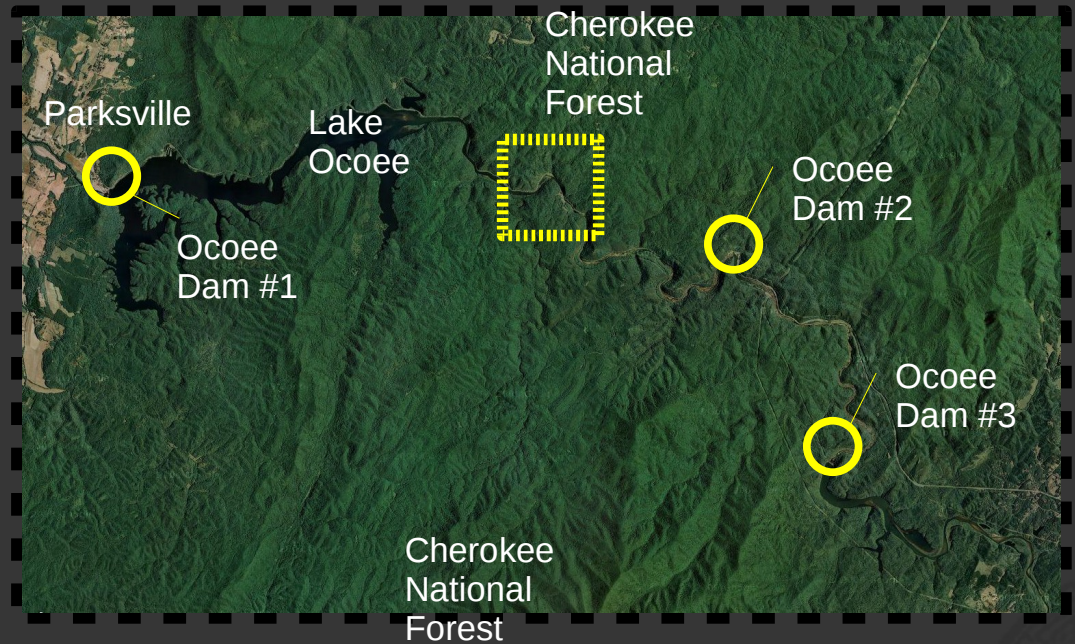 Cherokee
National
Forest
Parksville
Lake
Ocoee
Ocoee
Dam #2
Ocoee
Dam #1
Ocoee
Dam #3
Cherokee
National
Forest